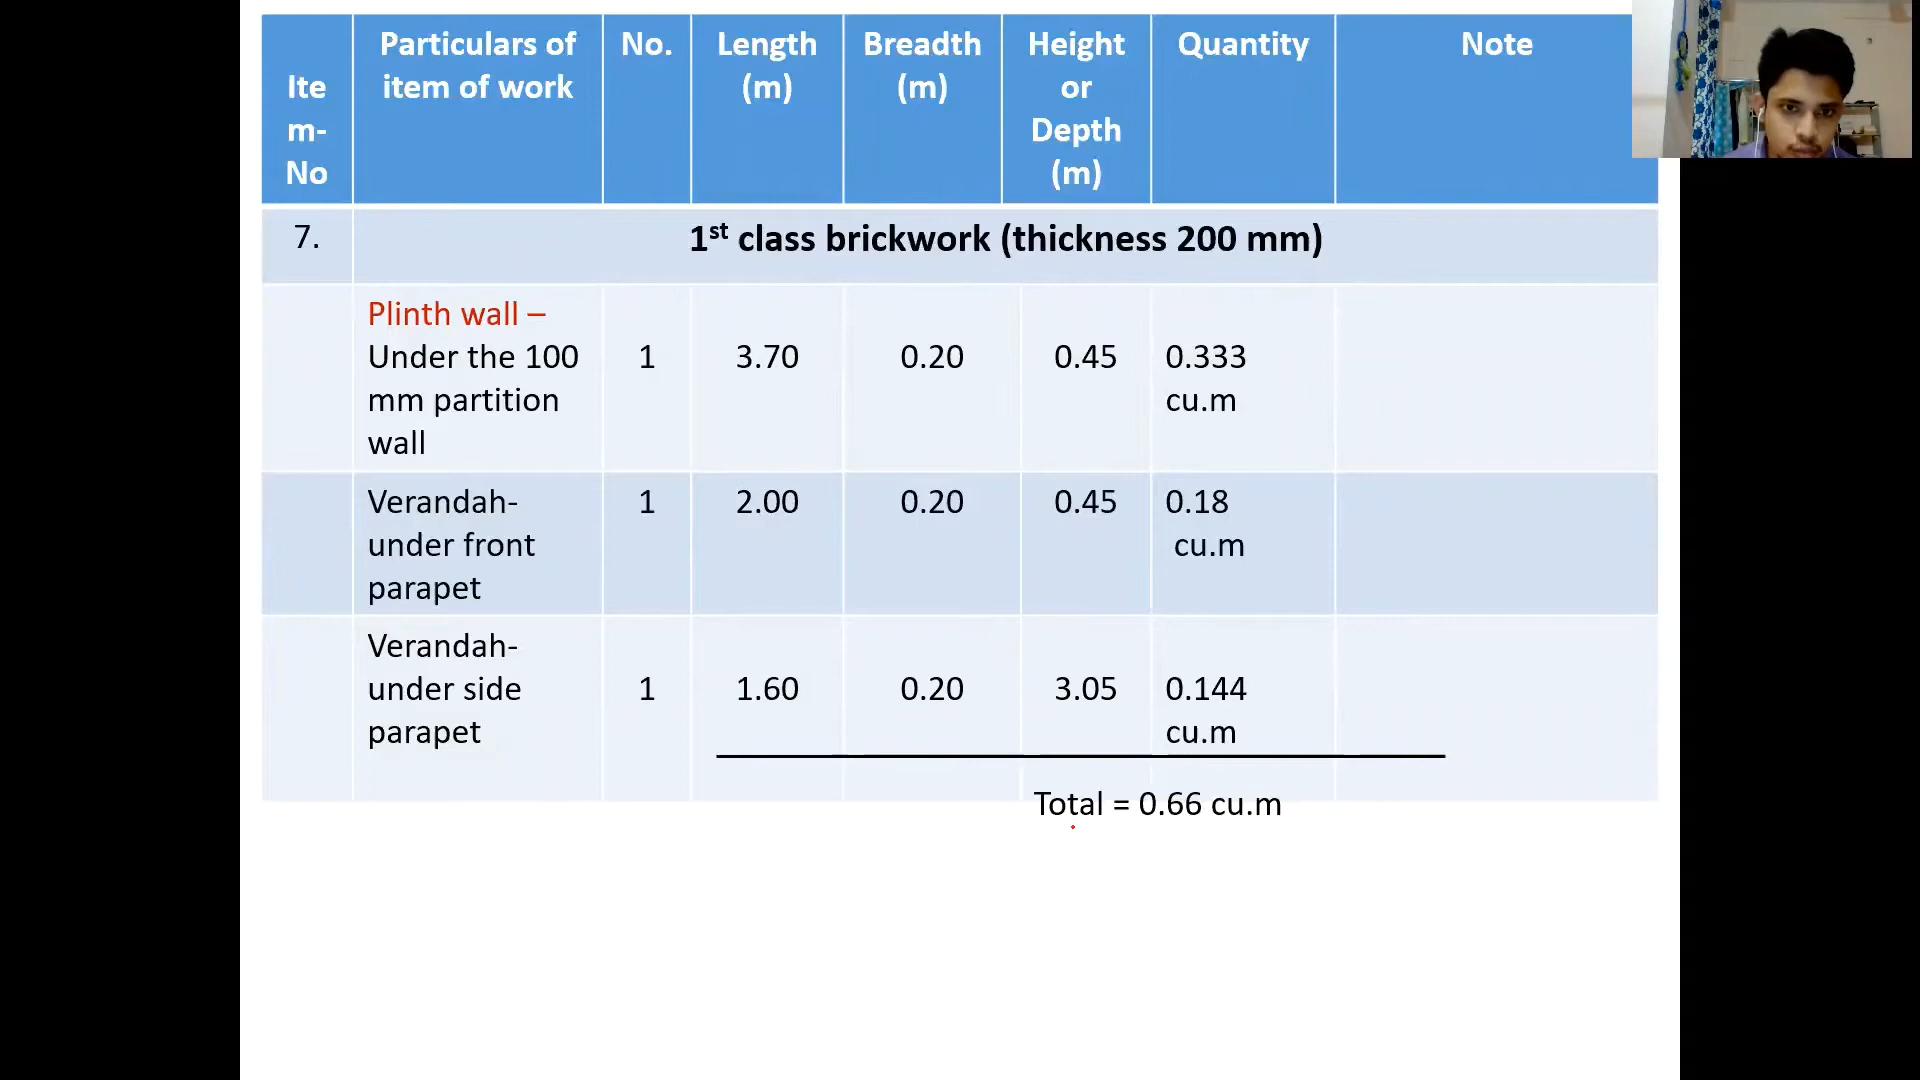 Ite
m-
No
Particulars of
item of work
No.
Length
(m)
Breadth
(m)
Height
or
Depth
(m)
Quantity
Note
7.
1st class brickwork (thickness 200 mm)
Plinth wall –
Under the 100
mm partition
wall
1
3.70
0.20
0.45
0.333
cu.m
Verandah-
under front
parapet
1
2.00
0.20
0.45
0.18
cu.m
Verandah-
under side
parapet
1
1.60
0.20
3.05
0.144
cu.m
Total = 0.66 cu.m